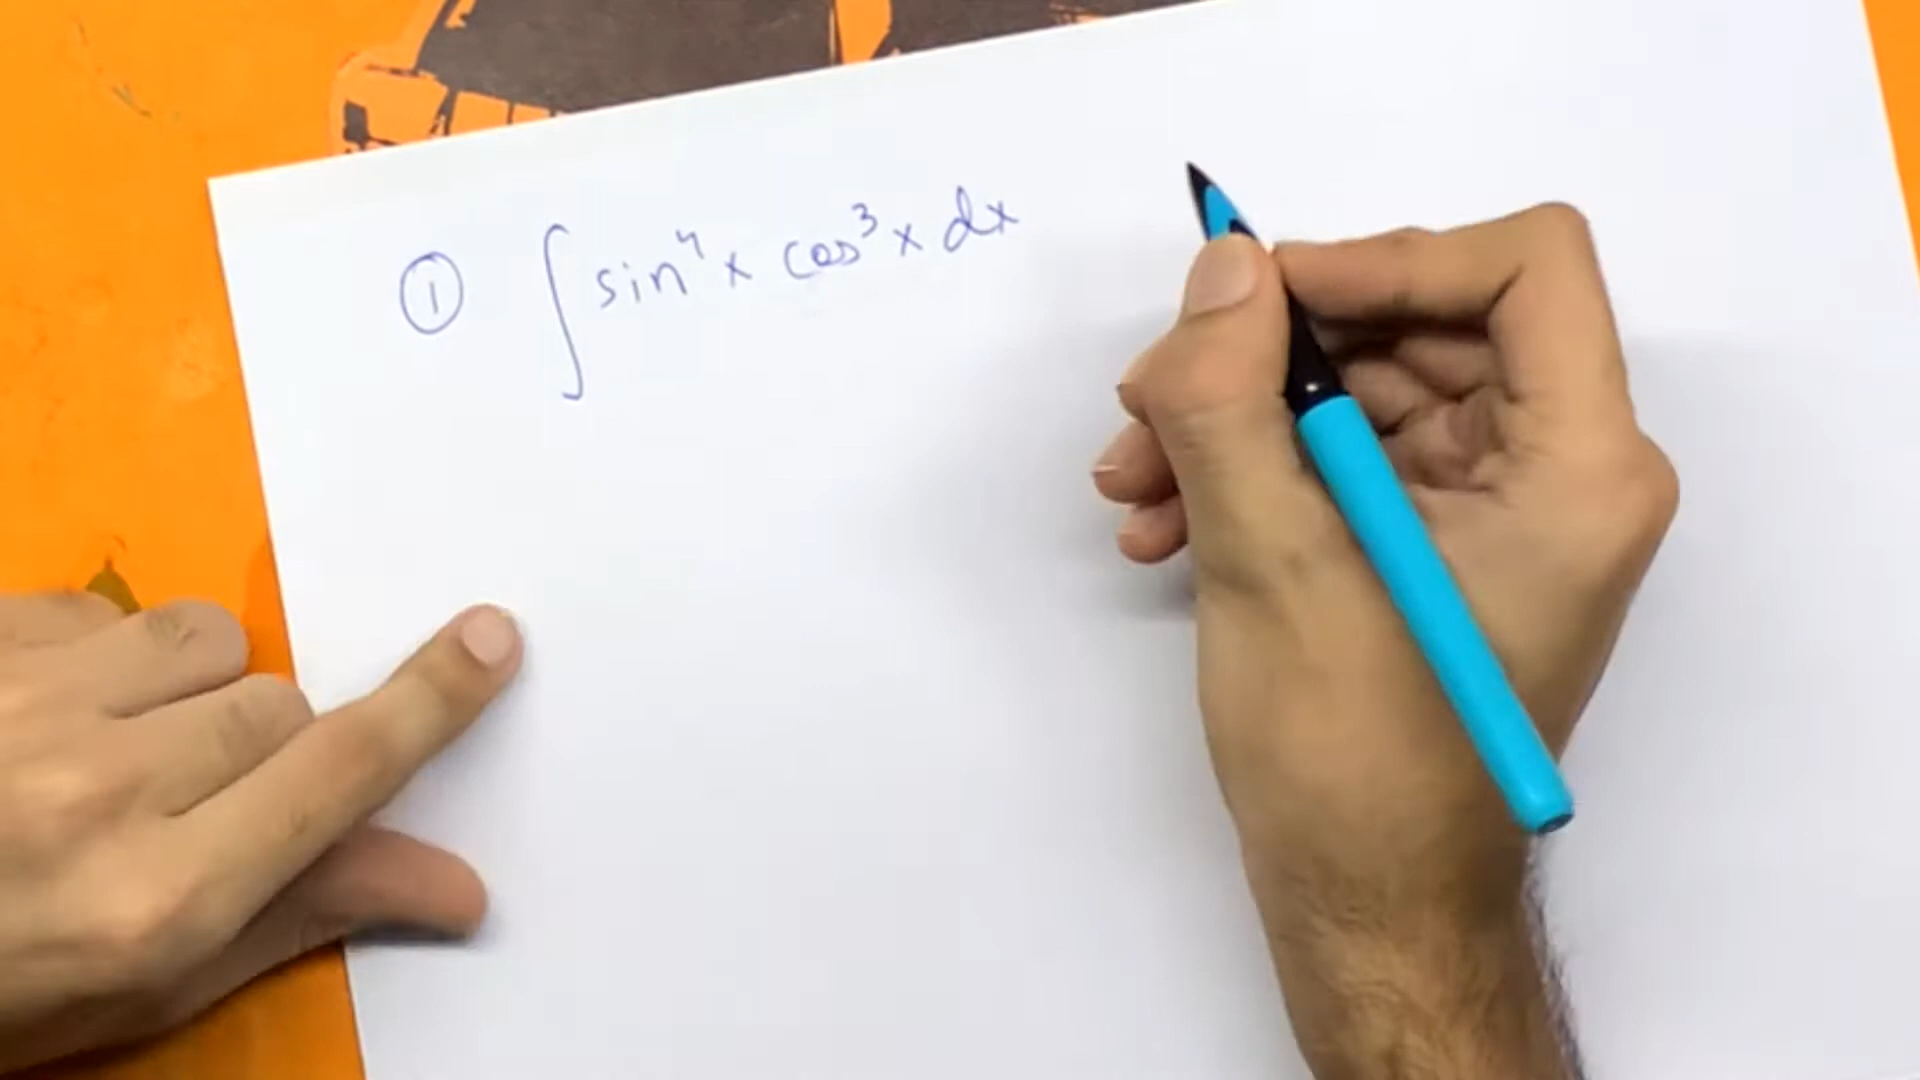 ① ∫ sin⁴x cos³x dx